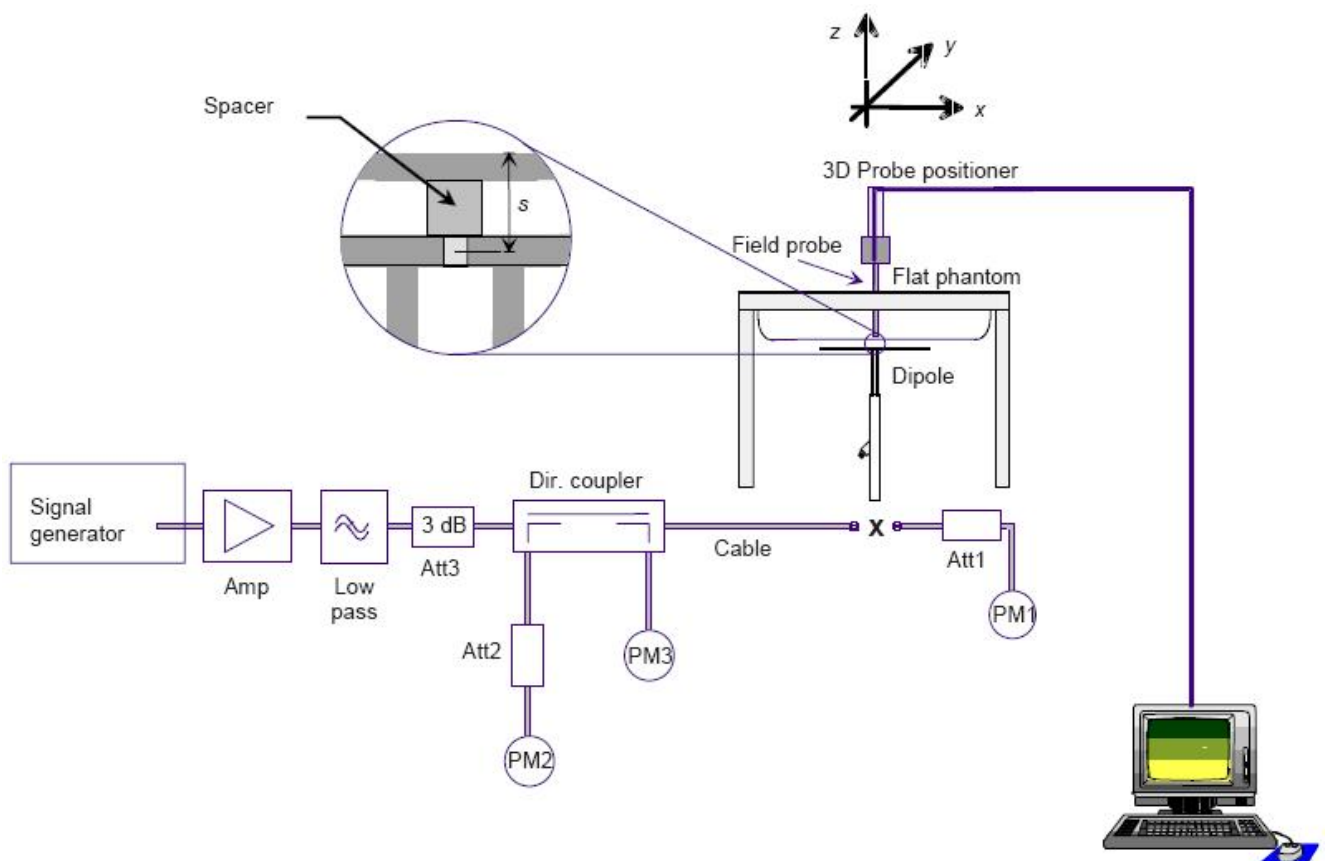 z
y
x
Spacer
s
3D Probe positioner
Field probe
Flat phantom
Dipole
Signal
generator
Amp
Low
pass
3 dB
Att3
Dir. coupler
Cable
X
Att1
PM1
Att2
PM3
PM2